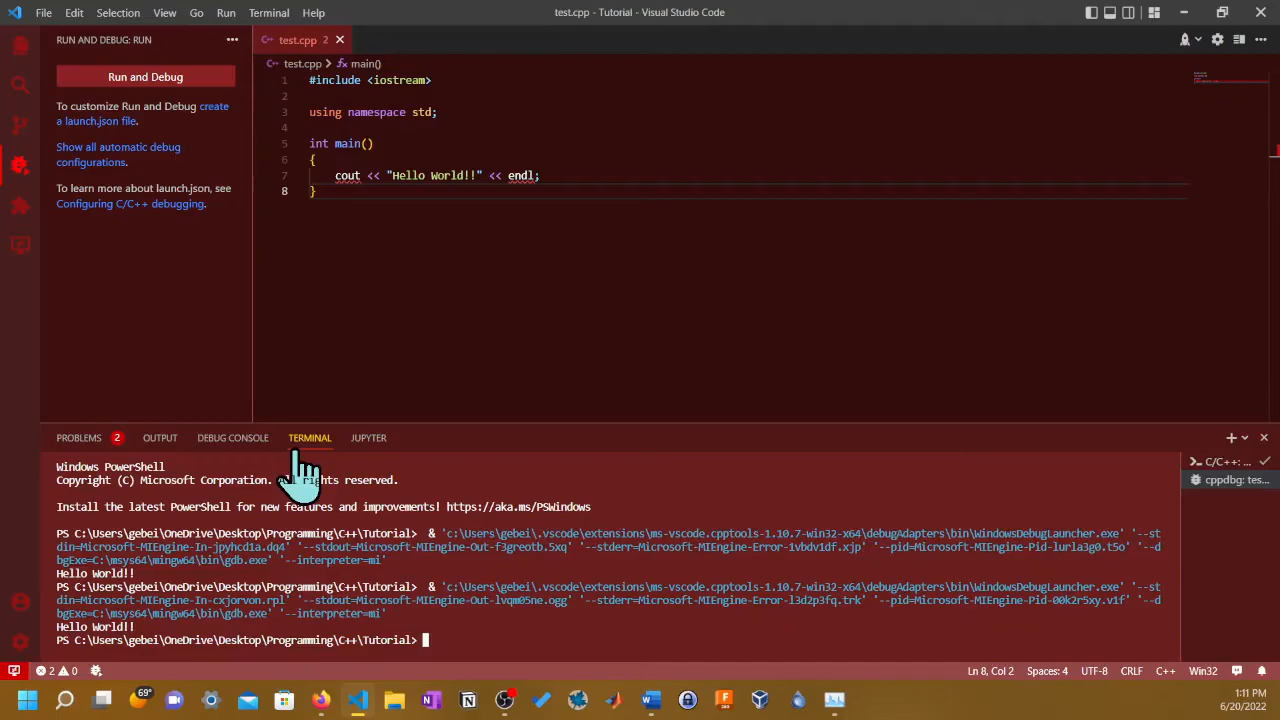 File Edit Selection View Go Run Terminal Help test.cpp - Tutorial - Visual Studio Code
RUN AND DEBUG: RUN
Run and Debug
To customize Run and Debug create
a launch.json file.
Show all automatic debug
configurations.
To learn more about launch.json, see
Configuring C/C++ debugging.
test.cpp 2
test.cpp > main()
1 #include <iostream>
2
3 using namespace std;
4
5 int main()
6 {
7 cout << "Hello World!!" << endl;
8 }
PROBLEMS 2 OUTPUT DEBUG CONSOLE TERMINAL JUPYTER
Windows PowerShell
Copyright (C) Microsoft Corporation. All rights reserved.
Install the latest PowerShell for new features and improvements! https://aka.ms/PSWindows
PS C:\Users\gebei\OneDrive\Desktop\Programming\C++\Tutorial> & 'c:\Users\gebei\.vscode\extensions\ms-vscode.cpptools-1.10.7-win32-x64\debugAdapters\bin\WindowsDebugLauncher.exe' '--st
din=Microsoft-MIEngine-In-jpyhcd1a.dq4' '--stdout=Microsoft-MIEngine-Out-f3greotb.5xq' '--stderr=Microsoft-MIEngine-Error-1vbdv1df.xjp' '--pid=Microsoft-MIEngine-Pid-lurla3g0.t5o' '--d
bgExe=C:\msys64\mingw64\bin\gdb.exe' '--interpreter=mi'
Hello World!!
PS C:\Users\gebei\OneDrive\Desktop\Programming\C++\Tutorial> & 'c:\Users\gebei\.vscode\extensions\ms-vscode.cpptools-1.10.7-win32-x64\debugAdapters\bin\WindowsDebugLauncher.exe' '--st
din=Microsoft-MIEngine-In-cxjorvon.rpl' '--stdout=Microsoft-MIEngine-Out-lvqm05ne.ogg' '--stderr=Microsoft-MIEngine-Error-l3d2p3fq.trk' '--pid=Microsoft-MIEngine-Pid-00k2r5xy.v1f' '--d
bgExe=C:\msys64\mingw64\bin\gdb.exe' '--interpreter=mi'
Hello World!!
PS C:\Users\gebei\OneDrive\Desktop\Programming\C++\Tutorial>
C/C++: ...
cppdbg: tes...
2 0 Ln 8, Col 2 Spaces: 4 UTF-8 CRLF C++ Win32
69°
1:11 PM
6/20/2022